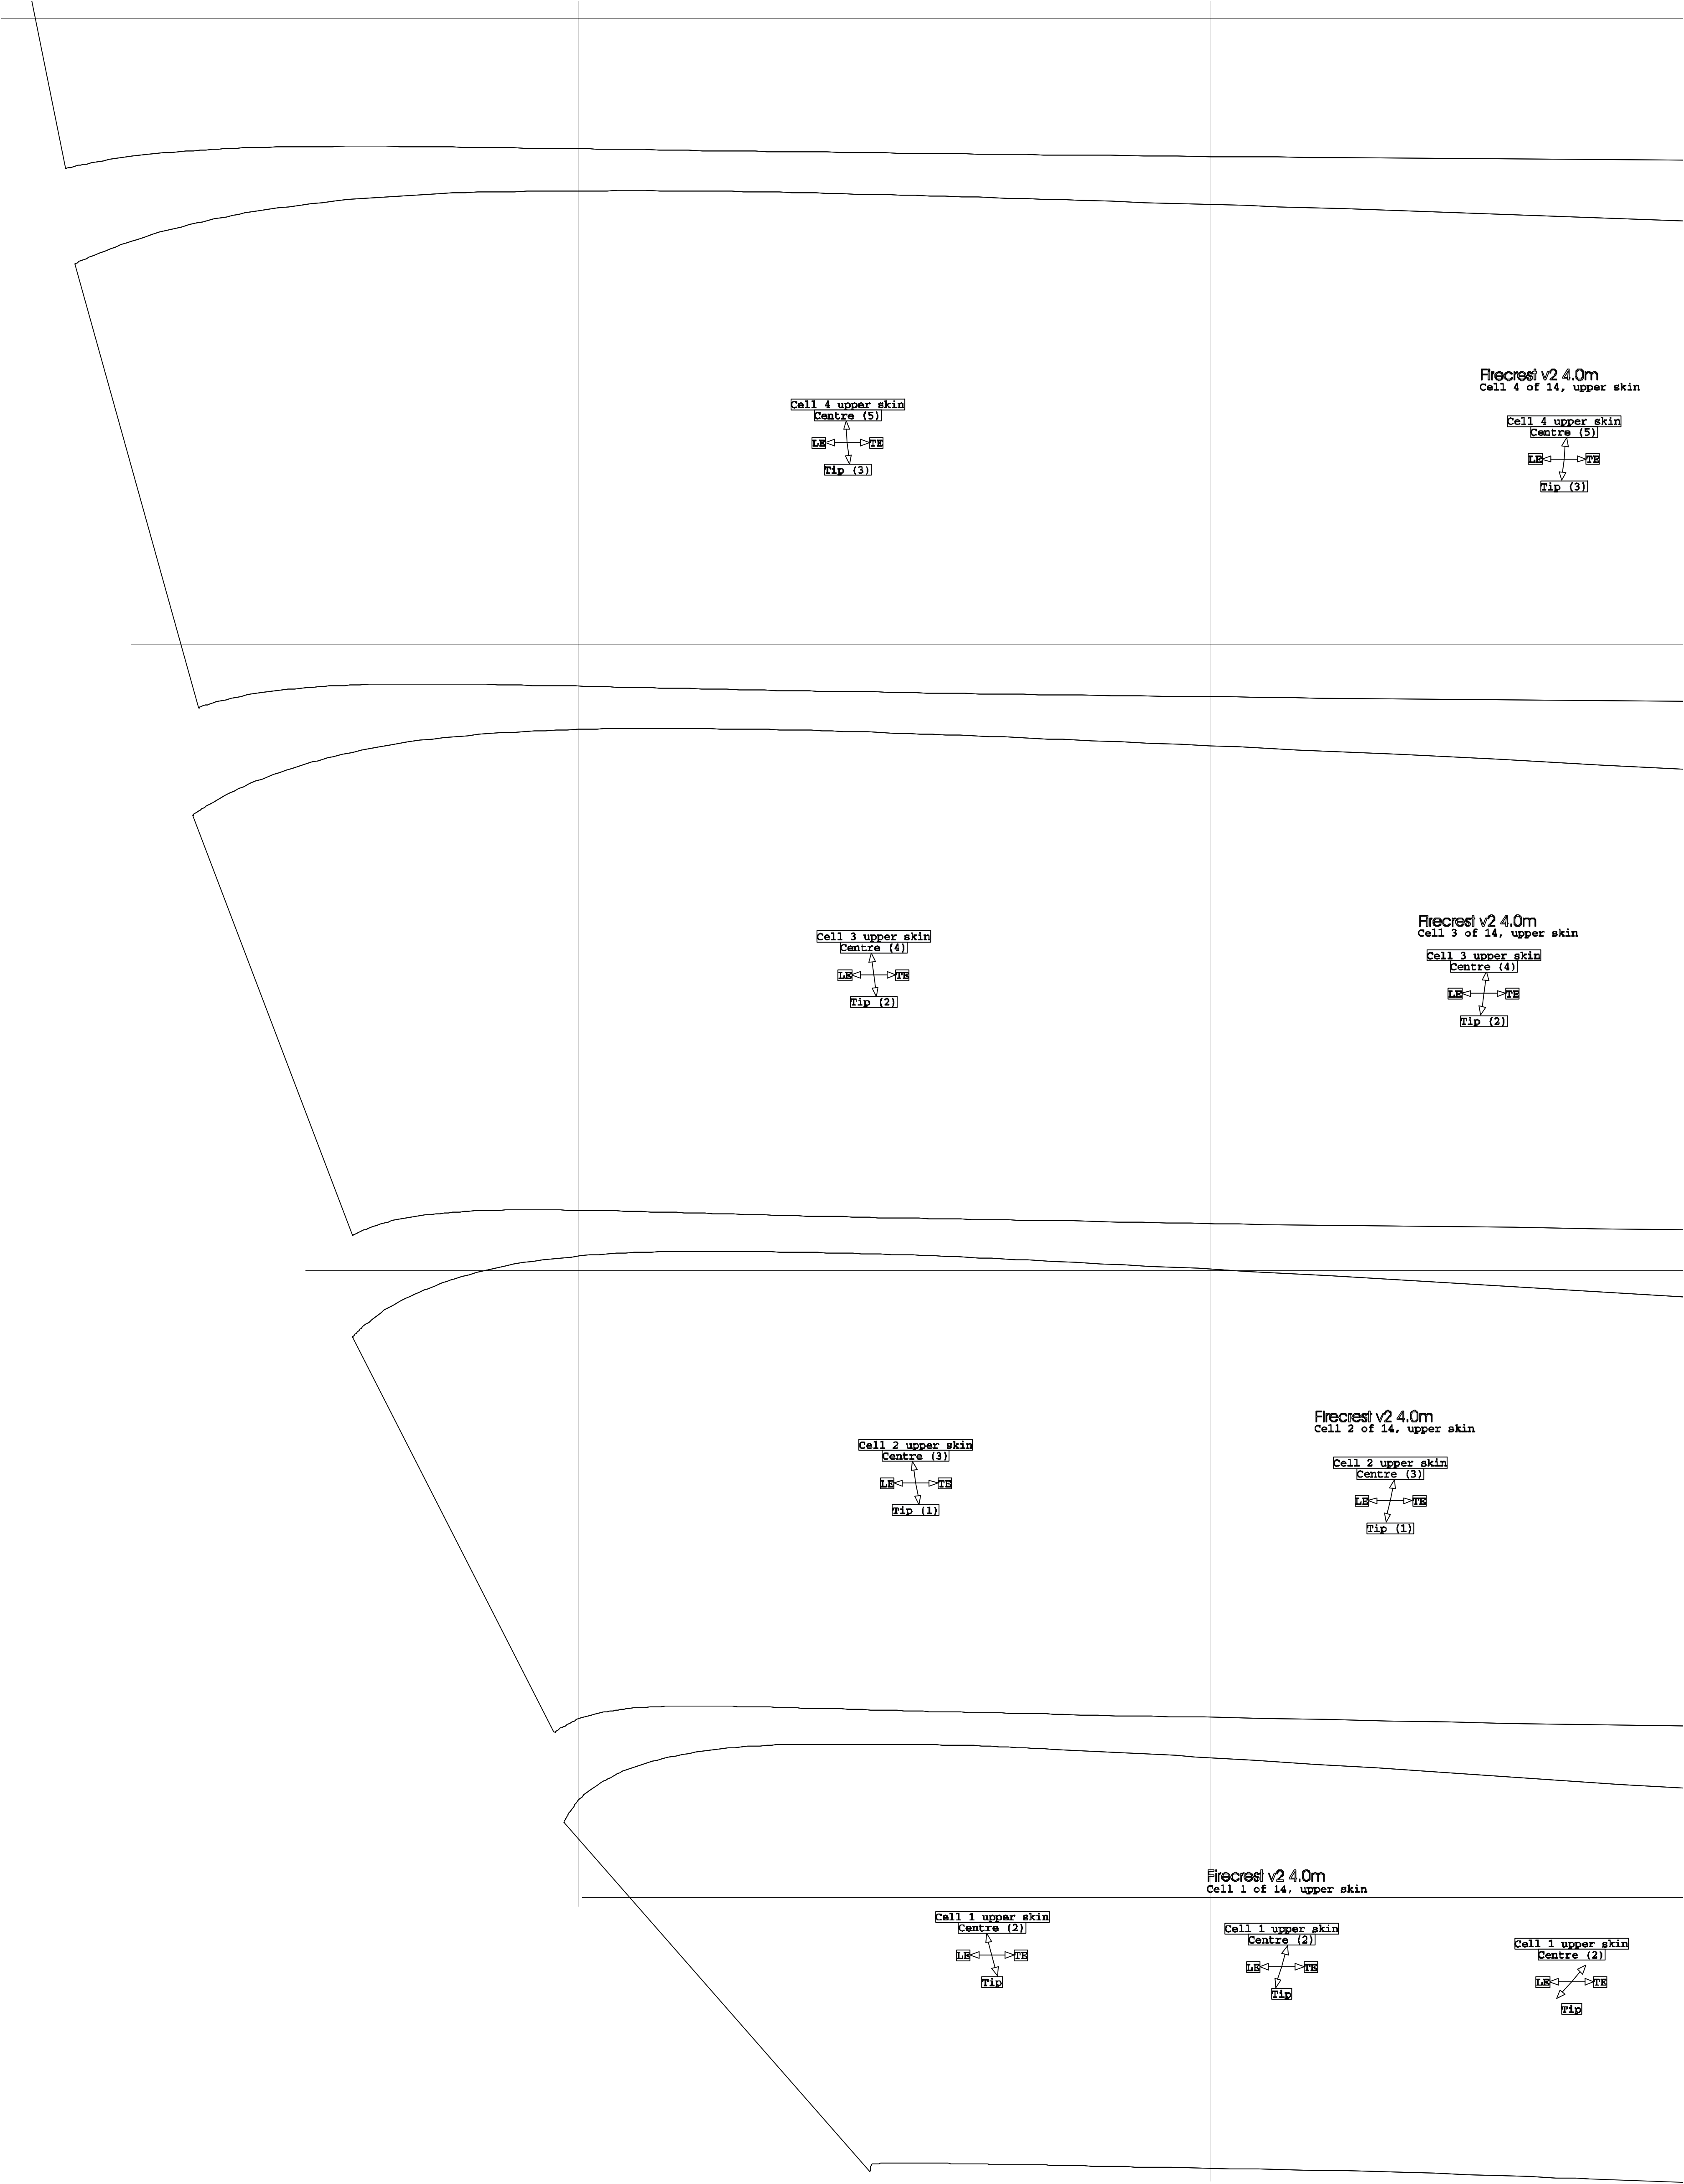 Firecrest v2 4.0m
Cell 4 of 14, upper skin
Cell 4 upper skin
Centre (5)
LE TE
Tip (3)
Cell 4 upper skin
Centre (5)
LE TE
Tip (3)
Firecrest v2 4.0m
Cell 3 of 14, upper skin
Cell 3 upper skin
Centre (4)
LE TE
Tip (2)
Cell 3 upper skin
Centre (4)
LE TE
Tip (2)
Firecrest v2 4.0m
Cell 2 of 14, upper skin
Cell 2 upper skin
Centre (3)
LE TE
Tip (1)
Cell 2 upper skin
Centre (3)
LE TE
Tip (1)
Firecrest v2 4.0m
Cell 1 of 14, upper skin
Cell 1 upper skin
Centre (2)
LE TE
Tip
Cell 1 upper skin
Centre (2)
LE TE
Tip
Cell 1 upper skin
Centre (2)
LE TE
Tip